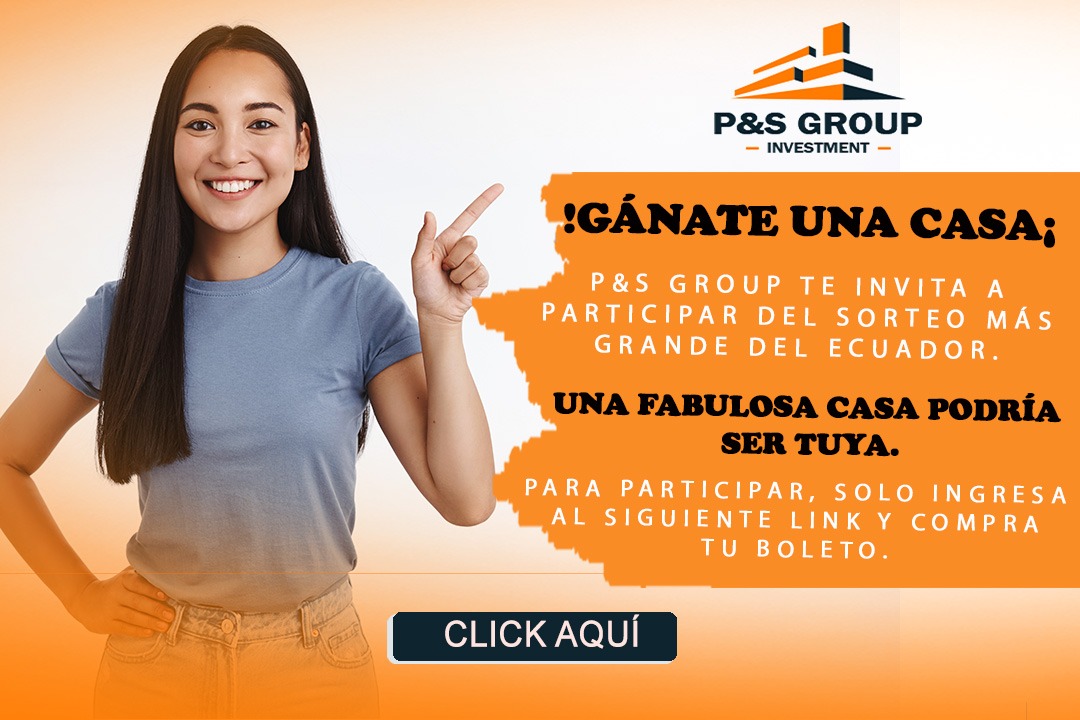 P&S GROUP
INVESTMENT
!GÁNATE UNA CASA¡
P&S GROUP TE INVITA A
PARTICIPAR DEL SORTEO MÁS
GRANDE DEL ECUADOR.
UNA FABULOSA CASA PODRÍA
SER TUYA.
PARA PARTICIPAR, SOLO INGRESA
AL SIGUIENTE LINK Y COMPRA
TU BOLETO.
CLICK AQUÍ